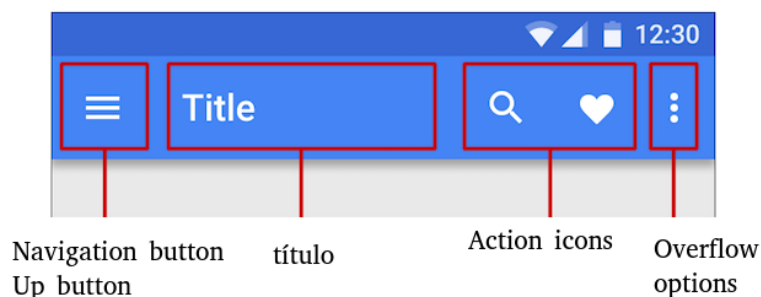 12:30
Title
Navigation button
Up button
título
Action icons
Overflow
options